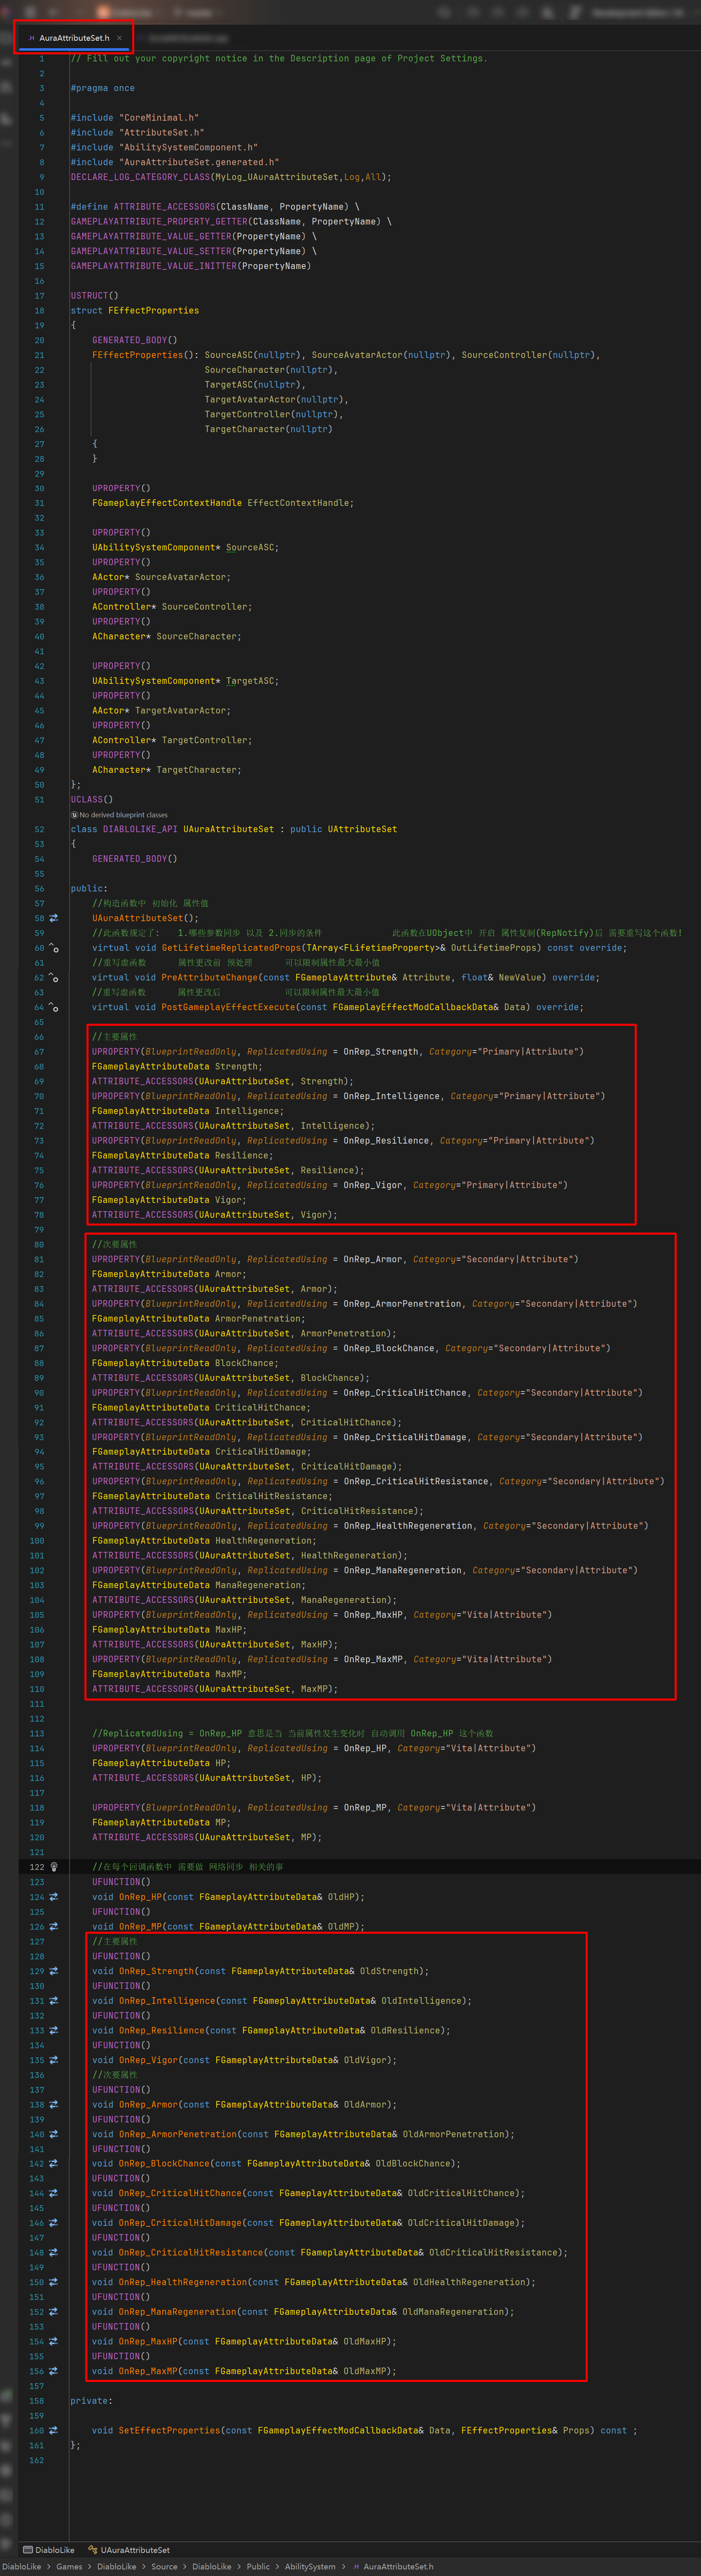 AuraAttributeSet.h
1 // Fill out your copyright notice in the Description page of Project Settings.
2
3 #pragma once
4
5 #include "CoreMinimal.h"
6 #include "AttributeSet.h"
7 #include "AbilitySystemComponent.h"
8 #include "AuraAttributeSet.generated.h"
9 DECLARE_LOG_CATEGORY_CLASS(MyLog_UAuraAttributeSet,Log,All);
10
11 #define ATTRIBUTE_ACCESSORS(ClassName, PropertyName) \
12 GAMEPLAYATTRIBUTE_PROPERTY_GETTER(ClassName, PropertyName) \
13 GAMEPLAYATTRIBUTE_VALUE_GETTER(PropertyName) \
14 GAMEPLAYATTRIBUTE_VALUE_SETTER(PropertyName) \
15 GAMEPLAYATTRIBUTE_VALUE_INITTER(PropertyName)
16
17 USTRUCT()
18 struct FEffectProperties
19 {
20 GENERATED_BODY()
21 FEffectProperties(): SourceASC(nullptr), SourceAvatarActor(nullptr), SourceController(nullptr),
22 SourceCharacter(nullptr),
23 TargetASC(nullptr),
24 TargetAvatarActor(nullptr),
25 TargetController(nullptr),
26 TargetCharacter(nullptr)
27 {
28 }
29
30 UPROPERTY()
31 FGameplayEffectContextHandle EffectContextHandle;
32
33 UPROPERTY()
34 UAbilitySystemComponent* SourceASC;
35 UPROPERTY()
36 AActor* SourceAvatarActor;
37 UPROPERTY()
38 AController* SourceController;
39 UPROPERTY()
40 ACharacter* SourceCharacter;
41
42 UPROPERTY()
43 UAbilitySystemComponent* TargetASC;
44 UPROPERTY()
45 AActor* TargetAvatarActor;
46 UPROPERTY()
47 AController* TargetController;
48 UPROPERTY()
49 ACharacter* TargetCharacter;
50 };
51 UCLASS()
No derived blueprint classes
52 class DIABLOLIKE_API UAuraAttributeSet : public UAttributeSet
53 {
54 GENERATED_BODY()
55
56 public:
57 //构造函数中 初始化 属性值
58 UAuraAttributeSet();
59 //此函数规定了: 1.哪些参数同步 以及 2.同步的条件 此函数在UObject中 开启 属性复制(RepNotify)后 需要重写这个函数!
60 virtual void GetLifetimeReplicatedProps(TArray<FLifetimeProperty>& OutLifetimeProps) const override;
61 //重写虚函数 属性更改前 预处理 可以限制属性最大最小值
62 virtual void PreAttributeChange(const FGameplayAttribute& Attribute, float& NewValue) override;
63 //重写虚函数 属性更改后 可以限制属性最大最小值
64 virtual void PostGameplayEffectExecute(const FGameplayEffectModCallbackData& Data) override;
65
66 //主要属性
67 UPROPERTY(BlueprintReadOnly, ReplicatedUsing = OnRep_Strength, Category="Primary|Attribute")
68 FGameplayAttributeData Strength;
69 ATTRIBUTE_ACCESSORS(UAuraAttributeSet, Strength);
70 UPROPERTY(BlueprintReadOnly, ReplicatedUsing = OnRep_Intelligence, Category="Primary|Attribute")
71 FGameplayAttributeData Intelligence;
72 ATTRIBUTE_ACCESSORS(UAuraAttributeSet, Intelligence);
73 UPROPERTY(BlueprintReadOnly, ReplicatedUsing = OnRep_Resilience, Category="Primary|Attribute")
74 FGameplayAttributeData Resilience;
75 ATTRIBUTE_ACCESSORS(UAuraAttributeSet, Resilience);
76 UPROPERTY(BlueprintReadOnly, ReplicatedUsing = OnRep_Vigor, Category="Primary|Attribute")
77 FGameplayAttributeData Vigor;
78 ATTRIBUTE_ACCESSORS(UAuraAttributeSet, Vigor);
79
80 //次要属性
81 UPROPERTY(BlueprintReadOnly, ReplicatedUsing = OnRep_Armor, Category="Secondary|Attribute")
82 FGameplayAttributeData Armor;
83 ATTRIBUTE_ACCESSORS(UAuraAttributeSet, Armor);
84 UPROPERTY(BlueprintReadOnly, ReplicatedUsing = OnRep_ArmorPenetration, Category="Secondary|Attribute")
85 FGameplayAttributeData ArmorPenetration;
86 ATTRIBUTE_ACCESSORS(UAuraAttributeSet, ArmorPenetration);
87 UPROPERTY(BlueprintReadOnly, ReplicatedUsing = OnRep_BlockChance, Category="Secondary|Attribute")
88 FGameplayAttributeData BlockChance;
89 ATTRIBUTE_ACCESSORS(UAuraAttributeSet, BlockChance);
90 UPROPERTY(BlueprintReadOnly, ReplicatedUsing = OnRep_CriticalHitChance, Category="Secondary|Attribute")
91 FGameplayAttributeData CriticalHitChance;
92 ATTRIBUTE_ACCESSORS(UAuraAttributeSet, CriticalHitChance);
93 UPROPERTY(BlueprintReadOnly, ReplicatedUsing = OnRep_CriticalHitDamage, Category="Secondary|Attribute")
94 FGameplayAttributeData CriticalHitDamage;
95 ATTRIBUTE_ACCESSORS(UAuraAttributeSet, CriticalHitDamage);
96 UPROPERTY(BlueprintReadOnly, ReplicatedUsing = OnRep_CriticalHitResistance, Category="Secondary|Attribute")
97 FGameplayAttributeData CriticalHitResistance;
98 ATTRIBUTE_ACCESSORS(UAuraAttributeSet, CriticalHitResistance);
99 UPROPERTY(BlueprintReadOnly, ReplicatedUsing = OnRep_HealthRegeneration, Category="Secondary|Attribute")
100 FGameplayAttributeData HealthRegeneration;
101 ATTRIBUTE_ACCESSORS(UAuraAttributeSet, HealthRegeneration);
102 UPROPERTY(BlueprintReadOnly, ReplicatedUsing = OnRep_ManaRegeneration, Category="Secondary|Attribute")
103 FGameplayAttributeData ManaRegeneration;
104 ATTRIBUTE_ACCESSORS(UAuraAttributeSet, ManaRegeneration);
105 UPROPERTY(BlueprintReadOnly, ReplicatedUsing = OnRep_MaxHP, Category="Vita|Attribute")
106 FGameplayAttributeData MaxHP;
107 ATTRIBUTE_ACCESSORS(UAuraAttributeSet, MaxHP);
108 UPROPERTY(BlueprintReadOnly, ReplicatedUsing = OnRep_MaxMP, Category="Vita|Attribute")
109 FGameplayAttributeData MaxMP;
110 ATTRIBUTE_ACCESSORS(UAuraAttributeSet, MaxMP);
111
112
113 //ReplicatedUsing = OnRep_HP 意思是当 当前属性发生变化时 自动调用 OnRep_HP 这个函数
114 UPROPERTY(BlueprintReadOnly, ReplicatedUsing = OnRep_HP, Category="Vita|Attribute")
115 FGameplayAttributeData HP;
116 ATTRIBUTE_ACCESSORS(UAuraAttributeSet, HP);
117
118 UPROPERTY(BlueprintReadOnly, ReplicatedUsing = OnRep_MP, Category="Vita|Attribute")
119 FGameplayAttributeData MP;
120 ATTRIBUTE_ACCESSORS(UAuraAttributeSet, MP);
121
122 //在每个回调函数中 需要做 网络同步 相关的事
123 UFUNCTION()
124 void OnRep_HP(const FGameplayAttributeData& OldHP);
125 UFUNCTION()
126 void OnRep_MP(const FGameplayAttributeData& OldMP);
127 //主要属性
128 UFUNCTION()
129 void OnRep_Strength(const FGameplayAttributeData& OldStrength);
130 UFUNCTION()
131 void OnRep_Intelligence(const FGameplayAttributeData& OldIntelligence);
132 UFUNCTION()
133 void OnRep_Resilience(const FGameplayAttributeData& OldResilience);
134 UFUNCTION()
135 void OnRep_Vigor(const FGameplayAttributeData& OldVigor);
136 //次要属性
137 UFUNCTION()
138 void OnRep_Armor(const FGameplayAttributeData& OldArmor);
139 UFUNCTION()
140 void OnRep_ArmorPenetration(const FGameplayAttributeData& OldArmorPenetration);
141 UFUNCTION()
142 void OnRep_BlockChance(const FGameplayAttributeData& OldBlockChance);
143 UFUNCTION()
144 void OnRep_CriticalHitChance(const FGameplayAttributeData& OldCriticalHitChance);
145 UFUNCTION()
146 void OnRep_CriticalHitDamage(const FGameplayAttributeData& OldCriticalHitDamage);
147 UFUNCTION()
148 void OnRep_CriticalHitResistance(const FGameplayAttributeData& OldCriticalHitResistance);
149 UFUNCTION()
150 void OnRep_HealthRegeneration(const FGameplayAttributeData& OldHealthRegeneration);
151 UFUNCTION()
152 void OnRep_ManaRegeneration(const FGameplayAttributeData& OldManaRegeneration);
153 UFUNCTION()
154 void OnRep_MaxHP(const FGameplayAttributeData& OldMaxHP);
155 UFUNCTION()
156 void OnRep_MaxMP(const FGameplayAttributeData& OldMaxMP);
157
158 private:
159
160 void SetEffectProperties(const FGameplayEffectModCallbackData& Data, FEffectProperties& Props) const ;
161 };
162
DiabloLike UAuraAttributeSet
DiabloLike > Games > DiabloLike > Source > DiabloLike > Public > AbilitySystem > AuraAttributeSet.h